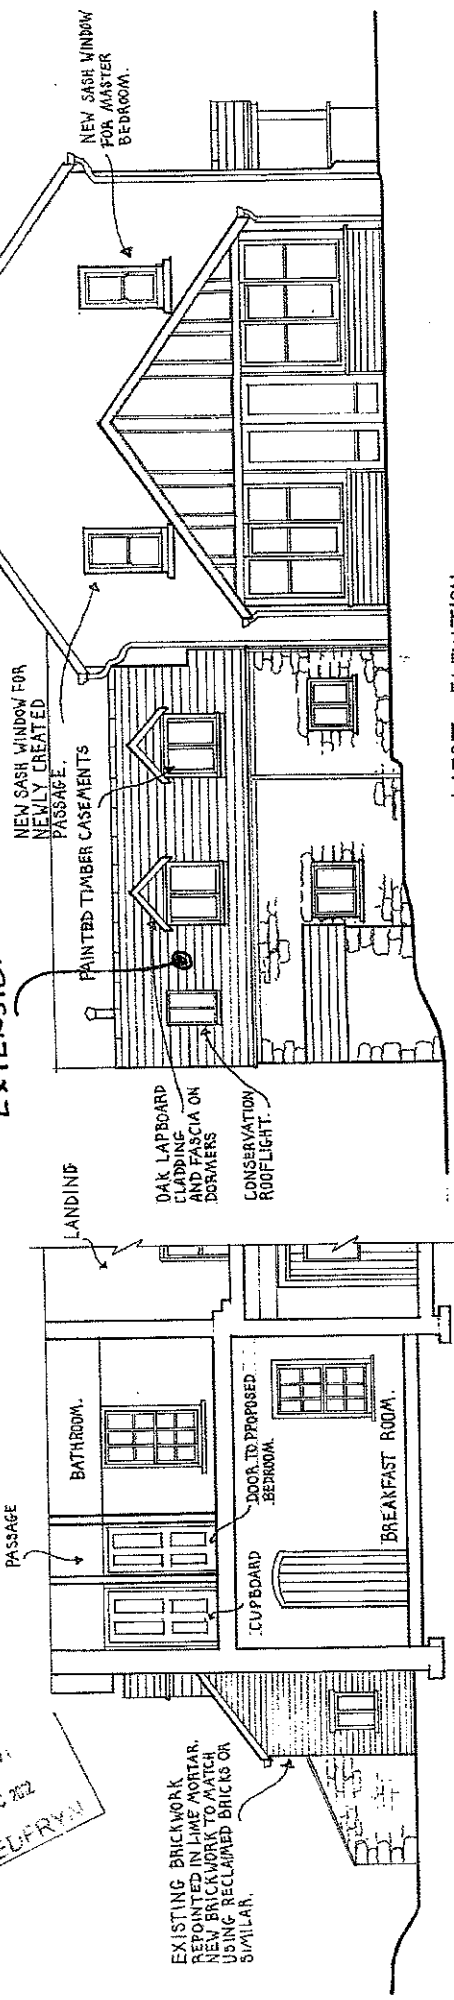 PASSAGE
LANDING
BATHROOM.
CUPBOARD
DOOR TO PROPOSED
BEDROOM.
BREAKFAST ROOM.
EXISTING BRICKWORK
REPOINTED IN LIME MORTAR.
NEW BRICKWORK TO MATCH
USING RECLAIMED BRICKS OR
SIMILAR.
NEW SASH WINDOW FOR
NEWLY CREATED
PASSAGE.
PAINTED TIMBER CASEMENTS
OAK LAPBOARD
CLADDING
AND FASCIA ON
DORMERS
CONSERVATION
ROOFLIGHT.
NEW SASH WINDOW
FOR MASTER
BEDROOM.